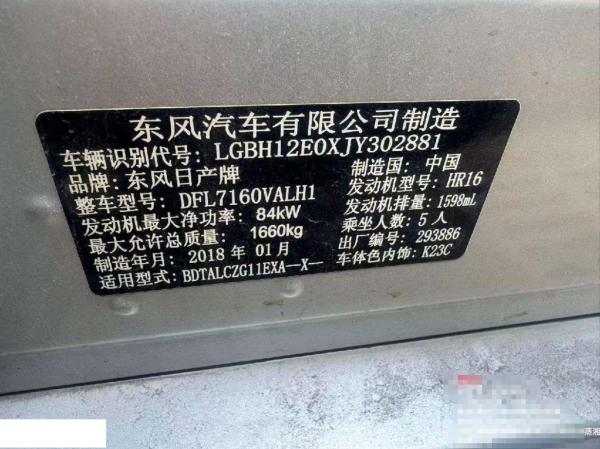 东风汽车有限公司制造
车辆识别代号: LGBH12E0XJY302881
品牌: 东风日产牌 制造国: 中国
整车型号: DFL7160VALH1 发动机型号: HR16
发动机最大净功率: 84kW 发动机排量: 1598mL
最大允许总质量: 1660kg 乘坐人数: 5人
制造年月: 2018年01月 出厂编号: 293886
适用型式: BDTALCZG11EXA--X- 车体色内饰: K23C
蒸湘